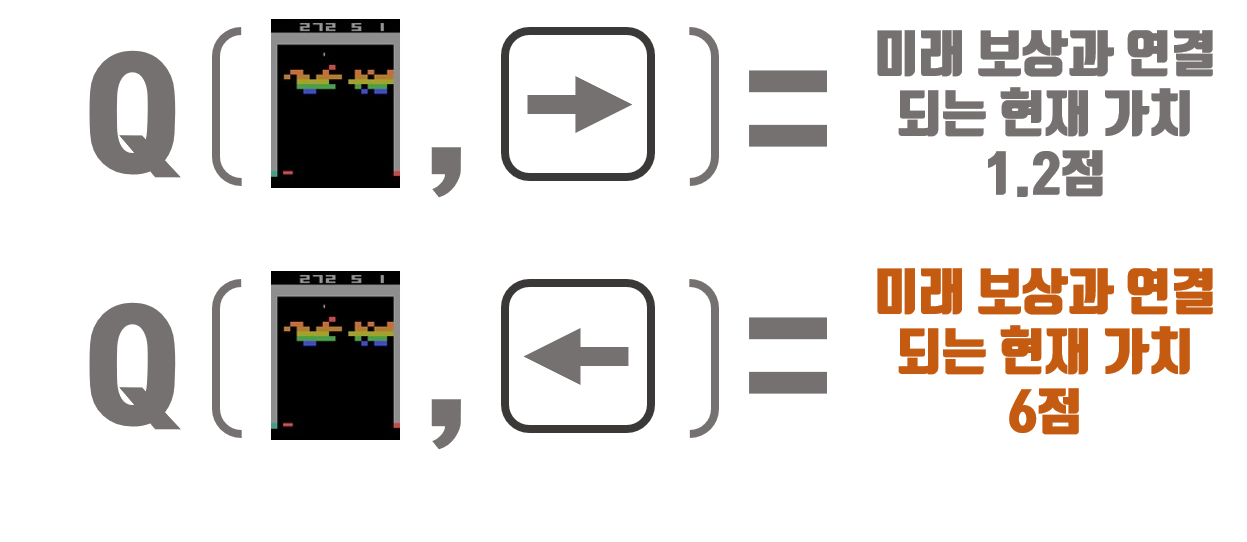 272 5 1
Q ( , ) =
미래 보상과 연결
되는 현재 가치
1.2점
272 5 1
Q ( , ) =
미래 보상과 연결
되는 현재 가치
6점